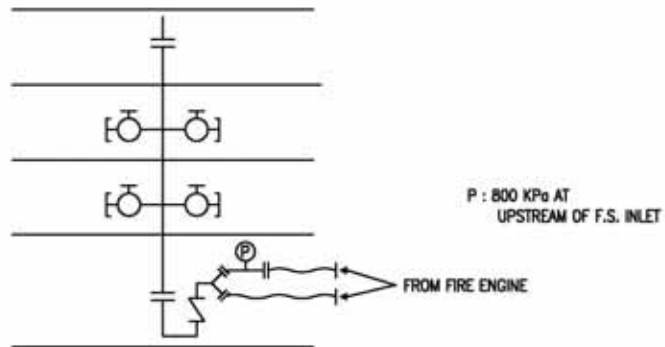 P : 800 KPa AT
UPSTREAM OF F.S. INLET
P
FROM FIRE ENGINE